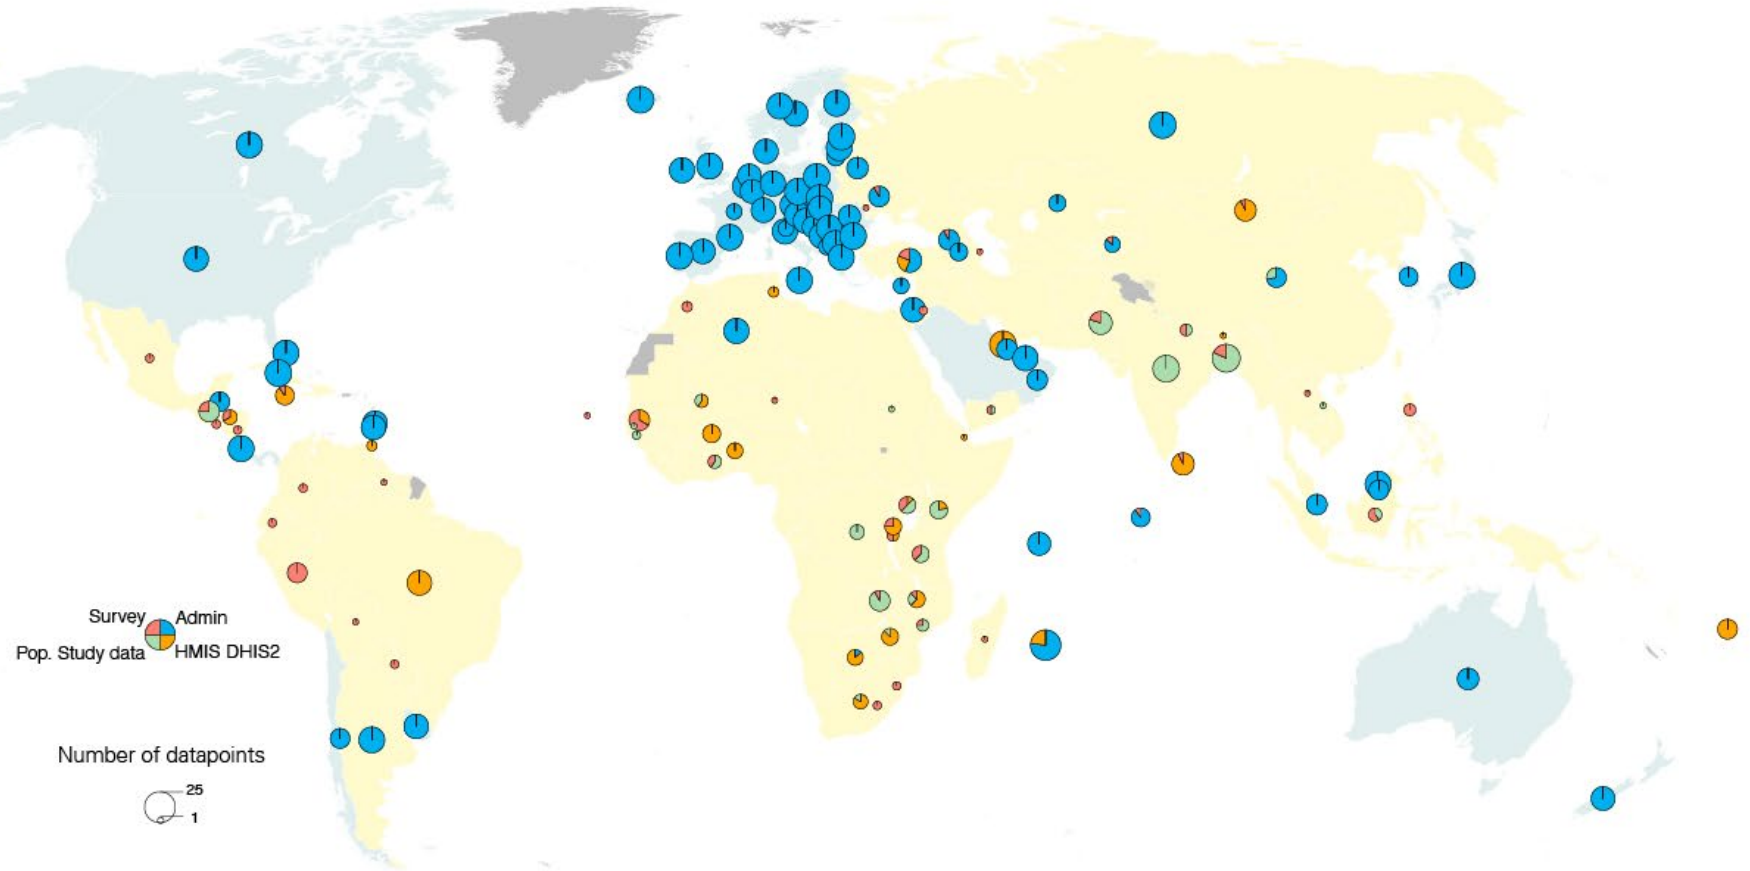 Survey Admin
Pop. Study data HMIS DHIS2
Number of datapoints
25
1